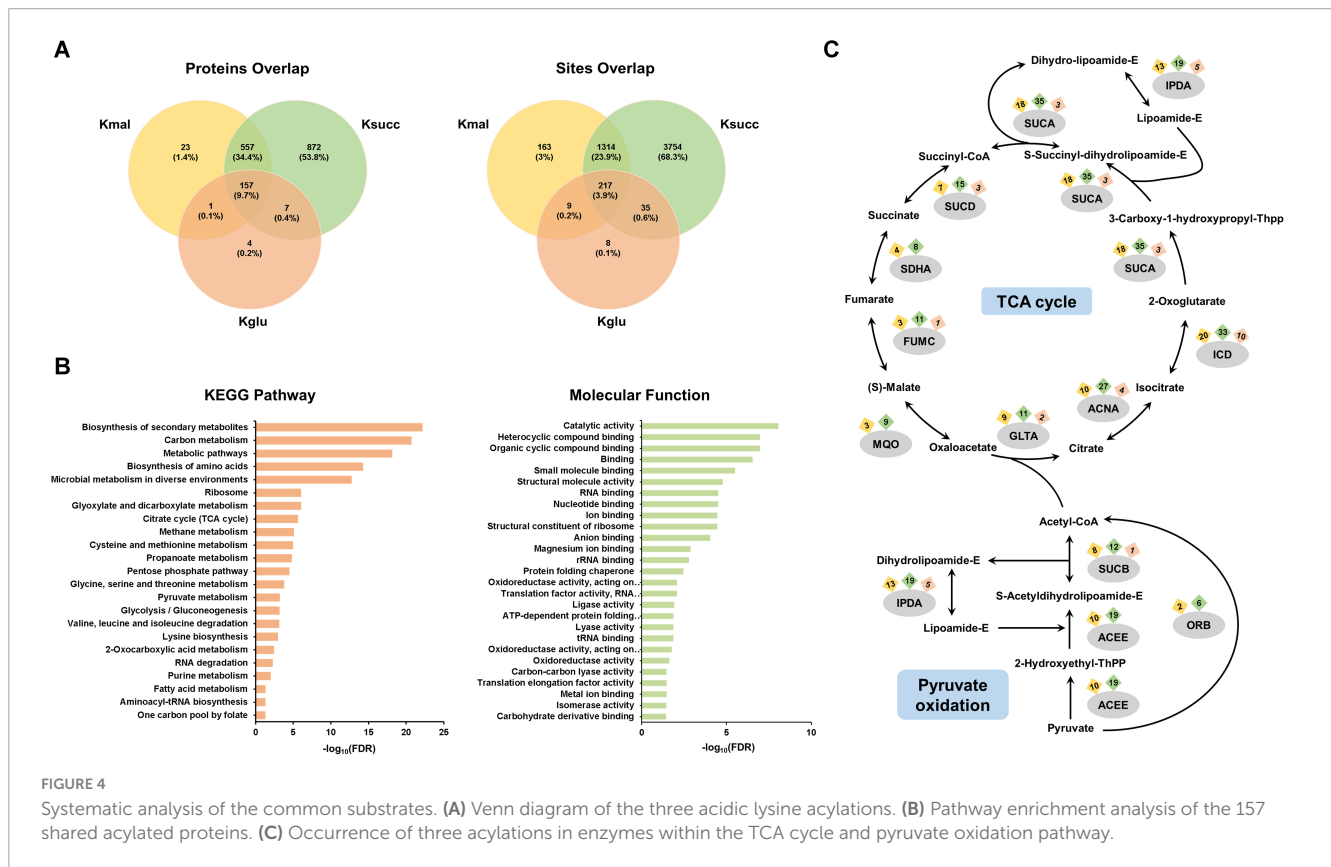 A
Proteins Overlap
Kmal
Ksucc
23
(1.4%)
557
(34.4%)
872
(53.8%)
157
(9.7%)
1
(0.1%)
7
(0.4%)
4
(0.2%)
Kglu
Sites Overlap
Kmal
Ksucc
163
(3%)
1314
(23.9%)
3754
(68.3%)
217
(3.9%)
9
(0.2%)
35
(0.6%)
8
(0.1%)
Kglu
B
KEGG Pathway
Biosynthesis of secondary metabolites
Carbon metabolism
Metabolic pathways
Biosynthesis of amino acids
Microbial metabolism in diverse environments
Ribosome
Glyoxylate and dicarboxylate metabolism
Citrate cycle (TCA cycle)
Methane metabolism
Cysteine and methionine metabolism
Propanoate metabolism
Pentose phosphate pathway
Glycine, serine and threonine metabolism
Pyruvate metabolism
Glycolysis / Gluconeogenesis
Valine, leucine and isoleucine degradation
Lysine biosynthesis
2-Oxocarboxylic acid metabolism
RNA degradation
Purine metabolism
Fatty acid metabolism
Aminoacyl-tRNA biosynthesis
One carbon pool by folate
0 5 10 15 20 25
-log10(FDR)
Molecular Function
Catalytic activity
Heterocyclic compound binding
Organic cyclic compound binding
Binding
Small molecule binding
Structural molecule activity
RNA binding
Nucleotide binding
Ion binding
Structural constituent of ribosome
Anion binding
Magnesium ion binding
rRNA binding
Protein folding chaperone
Oxidoreductase activity, acting on…
Translation factor activity, RNA…
Ligase activity
ATP-dependent protein folding…
Lyase activity
tRNA binding
Oxidoreductase activity, acting on…
Oxidoreductase activity
Carbon-carbon lyase activity
Translation elongation factor activity
Metal ion binding
Isomerase activity
Carbohydrate derivative binding
0 5 10
-log10(FDR)
C
Dihydro-lipoamide-E
13 19 5
IPDA
18 35 3
SUCA
Lipoamide-E
Succinyl-CoA
S-Succinyl-dihydrolipoamide-E
7 15 3
SUCD
18 35 3
SUCA
Succinate
3-Carboxy-1-hydroxypropyl-Thpp
4 8
SDHA
18 35 3
SUCA
Fumarate
TCA cycle
2-Oxoglutarate
3 11 1
FUMC
20 33 10
ICD
(S)-Malate
10 27 4
ACNA
Isocitrate
3 9
MQO
9 11 2
GLTA
Oxaloacetate
Citrate
Acetyl-CoA
8 12 1
SUCB
Dihydrolipoamide-E
13 19 5
IPDA
S-Acetyldihydrolipoamide-E
2 6
ORB
Lipoamide-E
10 19
ACEE
2-Hydroxyethyl-ThPP
Pyruvate
oxidation
10 19
ACEE
Pyruvate
FIGURE 4
Systematic analysis of the common substrates. (A) Venn diagram of the three acidic lysine acylations. (B) Pathway enrichment analysis of the 157
shared acylated proteins. (C) Occurrence of three acylations in enzymes within the TCA cycle and pyruvate oxidation pathway.